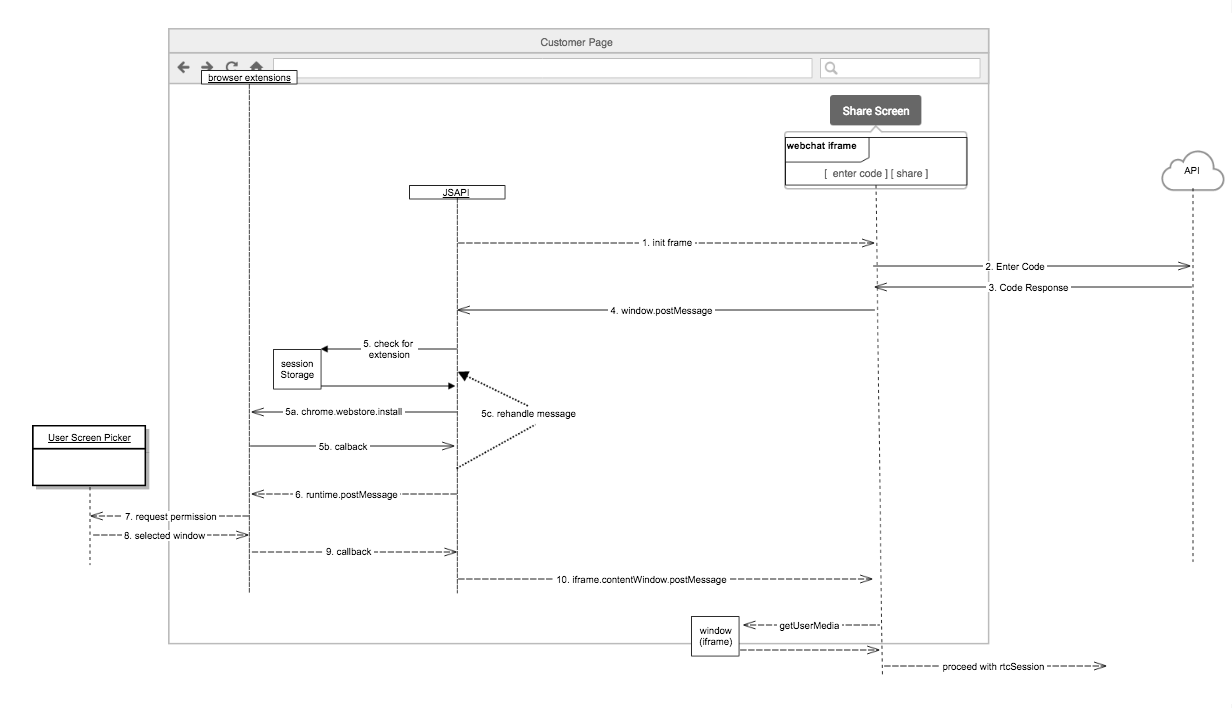 Customer Page
browser extensions
Share Screen
webchat iframe
[ enter code ] [ share ]
API
JSAPI
1. init frame
2. Enter Code
3. Code Response
4. window.postMessage
5. check for
extension
session
Storage
5a. chrome.webstore.install
5c. rehandle message
User Screen Picker
5b. calback
6. runtime.postMessage
7. request permission
8. selected window
9. callback
10. iframe.contentWindow.postMessage
getUserMedia
window
(iframe)
proceed with rtcSession